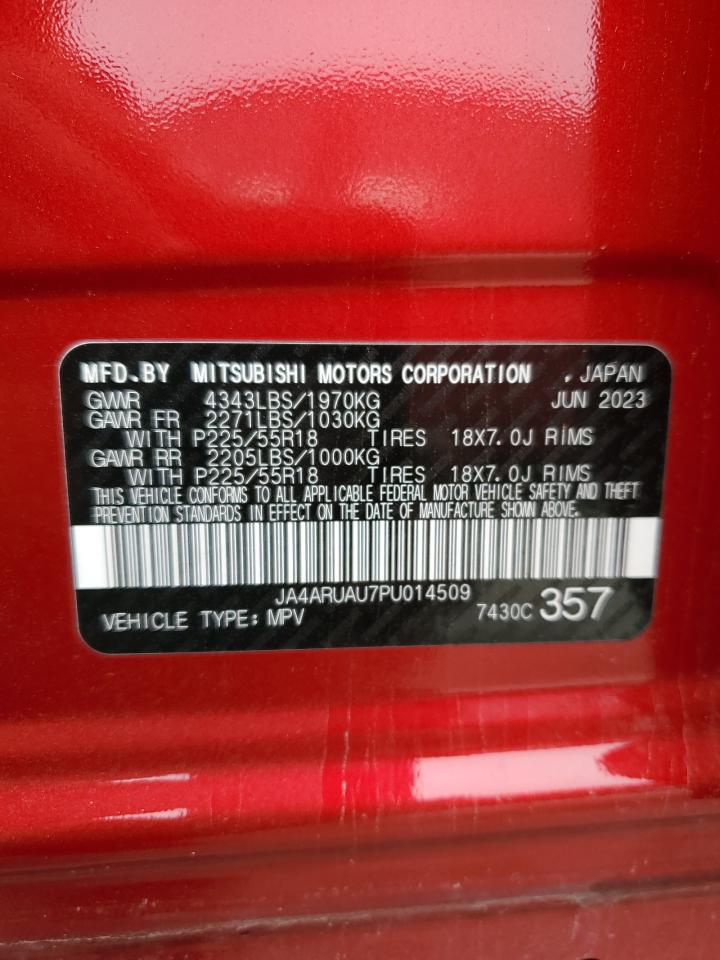 MFD.BY MITSUBISHI MOTORS CORPORATION , JAPAN
GVWR 4343LBS/1970KG JUN 2023
GAWR FR 2271LBS/1030KG
WITH P225/55R18 TIRES 18X7.0J RIMS
GAWR RR 2205LBS/1000KG
WITH P225/55R18 TIRES 18X7.0J RIMS
THIS VEHICLE CONFORMS TO ALL APPLICABLE FEDERAL MOTOR VEHICLE SAFETY AND THEFT
PREVENTION STANDARDS IN EFFECT ON THE DATE OF MANUFACTURE SHOWN ABOVE.
JA4ARUAU7PU014509
VEHICLE TYPE: MPV 7430C 357